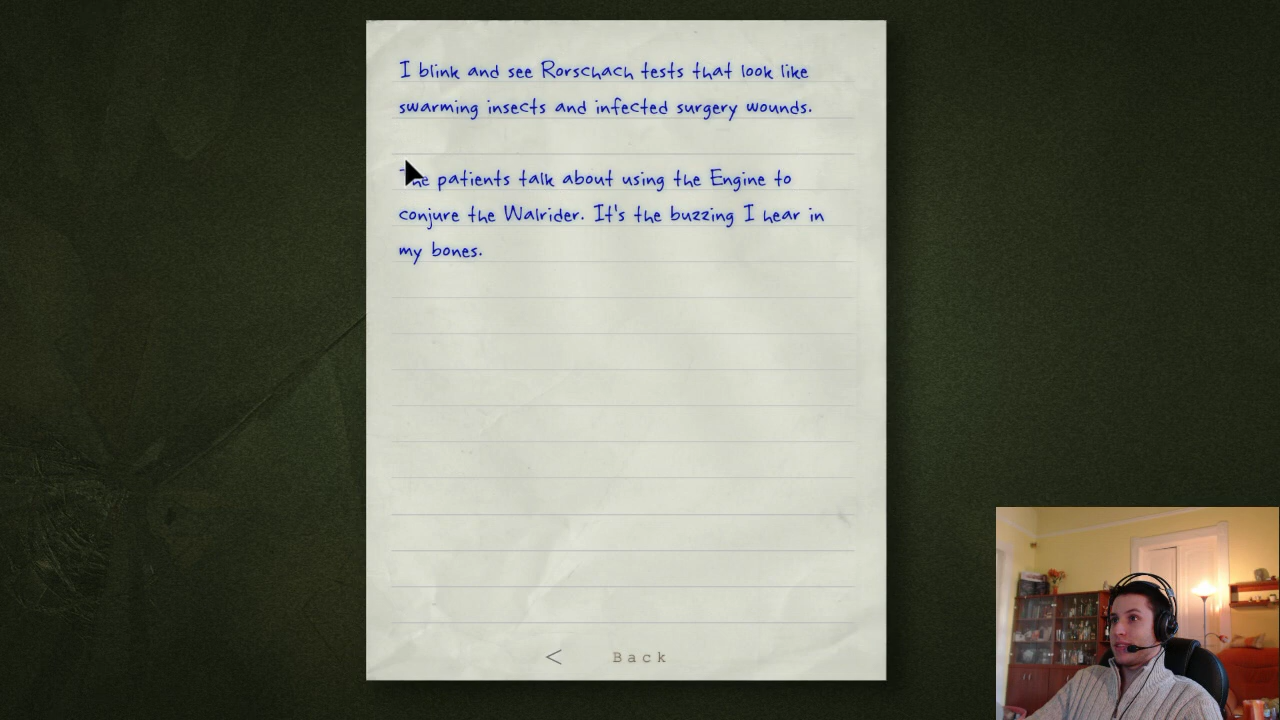 I blink and see Rorschach tests that look like
swarming insects and infected surgery wounds.
The patients talk about using the Engine to
conjure the Walrider. It's the buzzing I hear in
my bones.
< Back